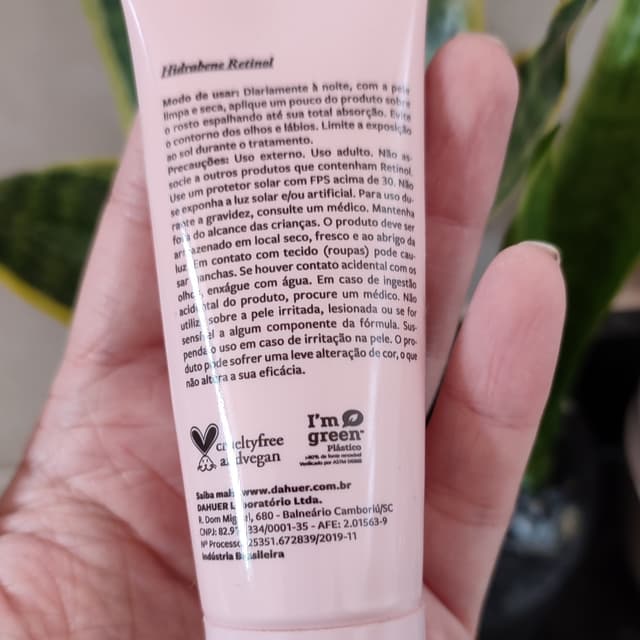 Hidrabene Retinol
Modo de usar: Diariamente à noite, com a pele
limpa e seca, aplique um pouco do produto sobre
o rosto espalhando até sua total absorção. Evite
o contorno dos olhos e lábios. Limite a exposição
ao sol durante o tratamento.
Precauções: Uso externo. Uso adulto. Não as-
socie a outros produtos que contenham Retinol.
Use um protetor solar com FPS acima de 30. Não
se exponha a luz solar e/ou artificial. Para uso du-
rante a gravidez, consulte um médico. Mantenha
fora do alcance das crianças. O produto deve ser
armazenado em local seco, fresco e ao abrigo da
luz. Em contato com tecido (roupas) pode cau-
sar manchas. Se houver contato acidental com os
olhos, enxágue com água. Em caso de ingestão
acidental do produto, procure um médico. Não
utilize sobre a pele irritada, lesionada ou se for
sensível a algum componente da fórmula. Sus-
penda o uso em caso de irritação na pele. O pro-
duto pode sofrer uma leve alteração de cor, o que
não altera a sua eficácia.
crueltyfree
andvegan
I'm
green™
Plástico
Saiba mais: www.dahuer.com.br
DAHUER Laboratório Ltda.
R. Dom Miguel, 680 - Balneário Camboriú/SC
CNPJ: 334/0001-35 - AFE: 2.01563-9
Nº Processo: 25351.672839/2019-11
Indústria Brasileira